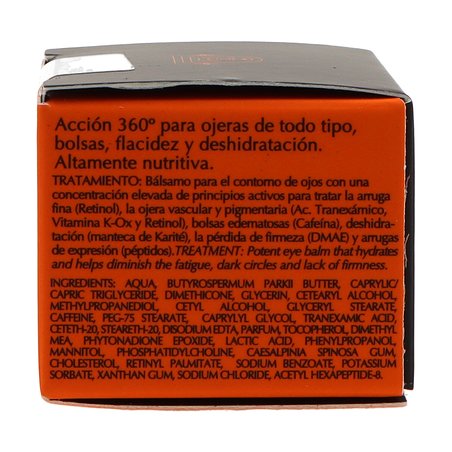 Acción 360º para ojeras de todo tipo,
bolsas, flacidez y deshidratación.
Altamente nutritiva.
TRATAMIENTO: Bálsamo para el contorno de ojos con una
concentración elevada de principios activos para tratar la arruga
fina (Retinol), la ojera vascular y pigmentaria (Ac. Tranexámico,
Vitamina K-Ox y Retinol), bolsas edematosas (Cafeína), deshidra-
tación (manteca de Karité), la pérdida de firmeza (DMAE) y arrugas
de expresión (péptidos).TREATMENT: Potent eye balm that hydrates
and helps diminish the fatigue, dark circles and lack of firmness.
INGREDIENTS: AQUA, BUTYROSPERMUM PARKII BUTTER, CAPRYLIC/
CAPRIC TRIGLYCERIDE, DIMETHICONE, GLYCERIN, CETEARYL ALCOHOL,
METHYLPROPANEDIOL, CETYL ALCOHOL, GLYCERYL STEARATE,
CAFFEINE, PEG-75 STEARATE, CAPRYLYL GLYCOL, TRANEXAMIC ACID,
CETETH-20, STEARETH-20, DISODIUM EDTA, PARFUM, TOCOPHEROL, DIMETHYL
MEA, PHYTONADIONE EPOXIDE, LACTIC ACID, PHENYLPROPANOL,
MANNITOL, PHOSPHATIDYLCHOLINE, CAESALPINIA SPINOSA GUM,
CHOLESTEROL, RETINYL PALMITATE, SODIUM BENZOATE, POTASSIUM
SORBATE, XANTHAN GUM, SODIUM CHLORIDE, ACETYL HEXAPEPTIDE-8.